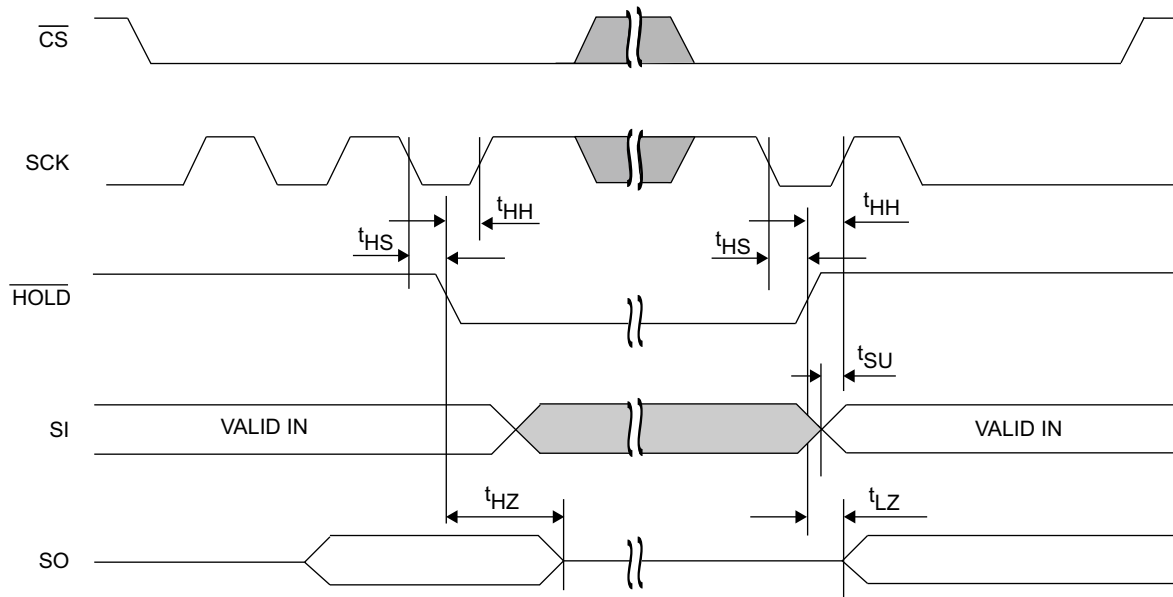 CS
SCK
tHH
tHH
tHS
tHS
HOLD
tSU
SI
VALID IN
VALID IN
tHZ
tLZ
SO